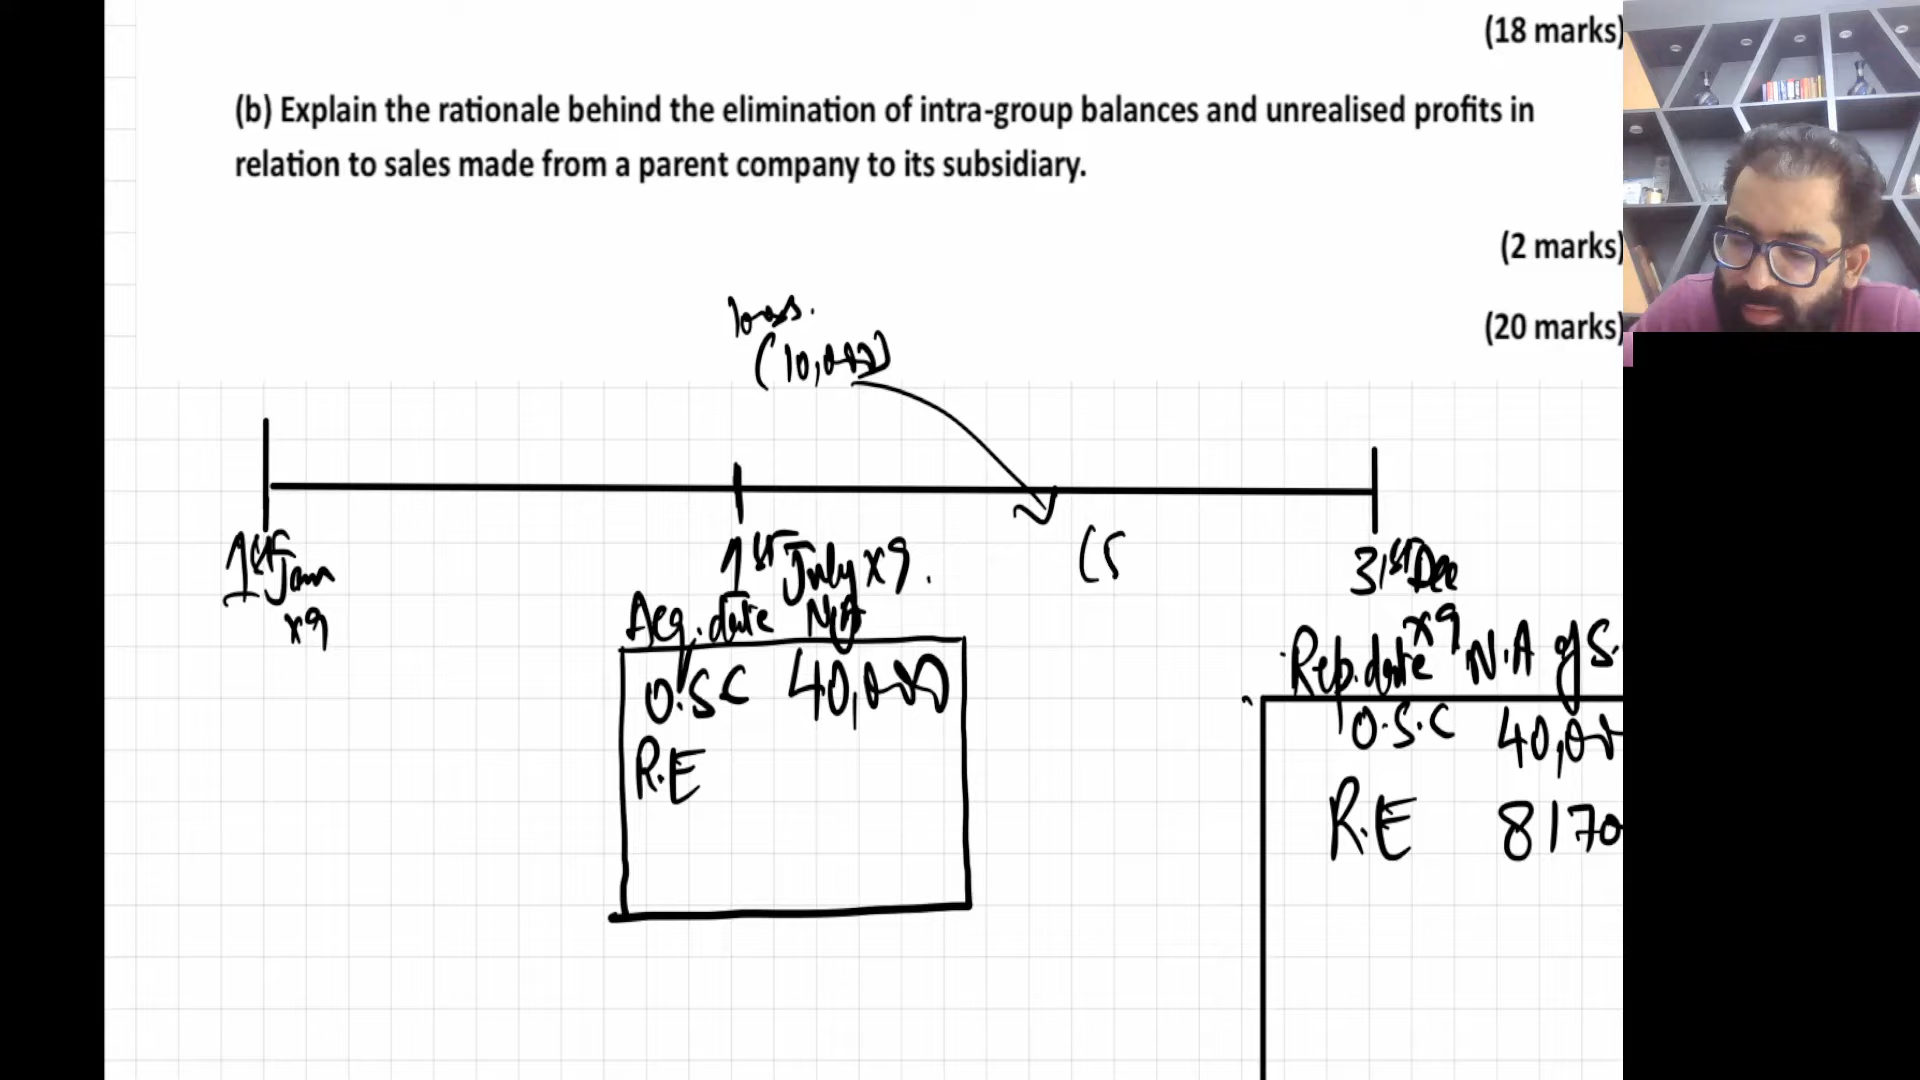 (18 marks)
(b) Explain the rationale behind the elimination of intra-group balances and unrealised profits in
relation to sales made from a parent company to its subsidiary.
(2 marks)
(20 marks)
loss.
(10,000)
(5
1st Jan
x9
1st July x9.
31st Dec
x9
Acq. date N.A
O.S.C 40,000
R.E
Rep. date N.A of S.
O.S.C 40,00
R.E 8170